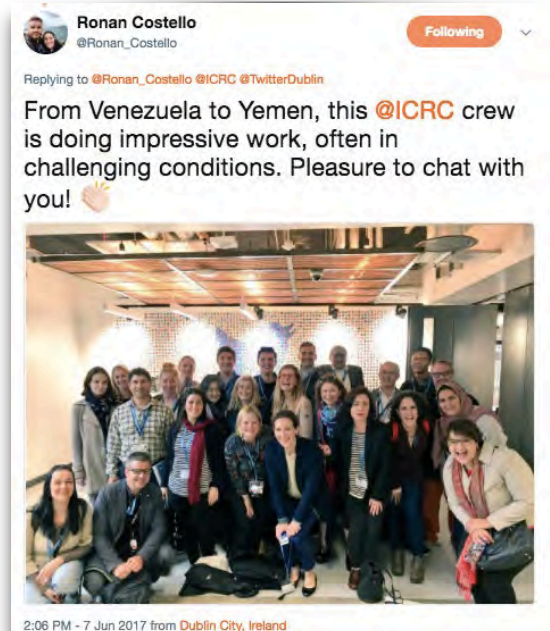 Ronan Costello
@Ronan_Costello
Following
Replying to @Ronan_Costello @ICRC @TwitterDublin
From Venezuela to Yemen, this @ICRC crew
is doing impressive work, often in
challenging conditions. Pleasure to chat with
you! 👏🏻
2:06 PM - 7 Jun 2017 from Dublin City, Ireland